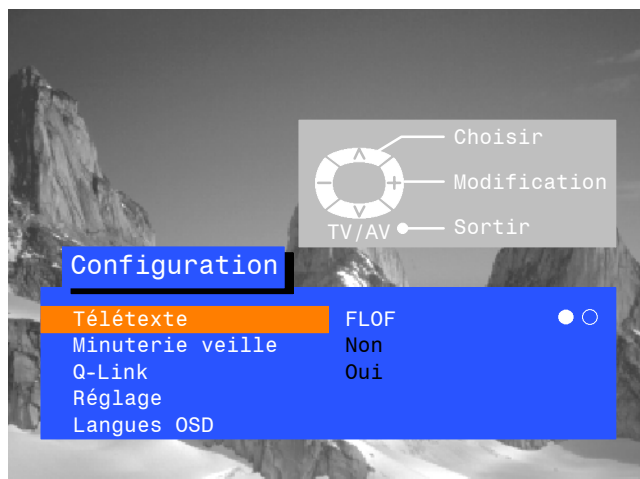 Choisir
Modification
TV/AV Sortir
Configuration
Télétexte FLOF
Minuterie veille Non
Q-Link Oui
Réglage
Langues OSD